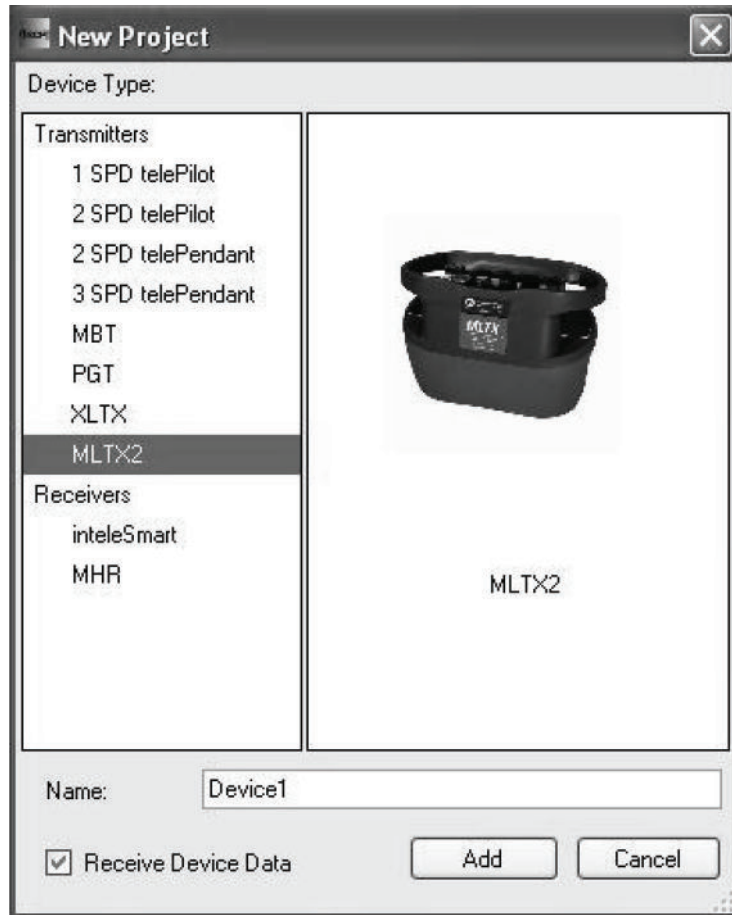 New Project
Device Type:
Transmitters
1 SPD telePilot
2 SPD telePilot
2 SPD telePendant
3 SPD telePendant
MBT
PGT
XLTX
MLTX2
Receivers
inteleSmart
MHR
MLTX
MLTX2
Name:
Device1
Receive Device Data
Add
Cancel